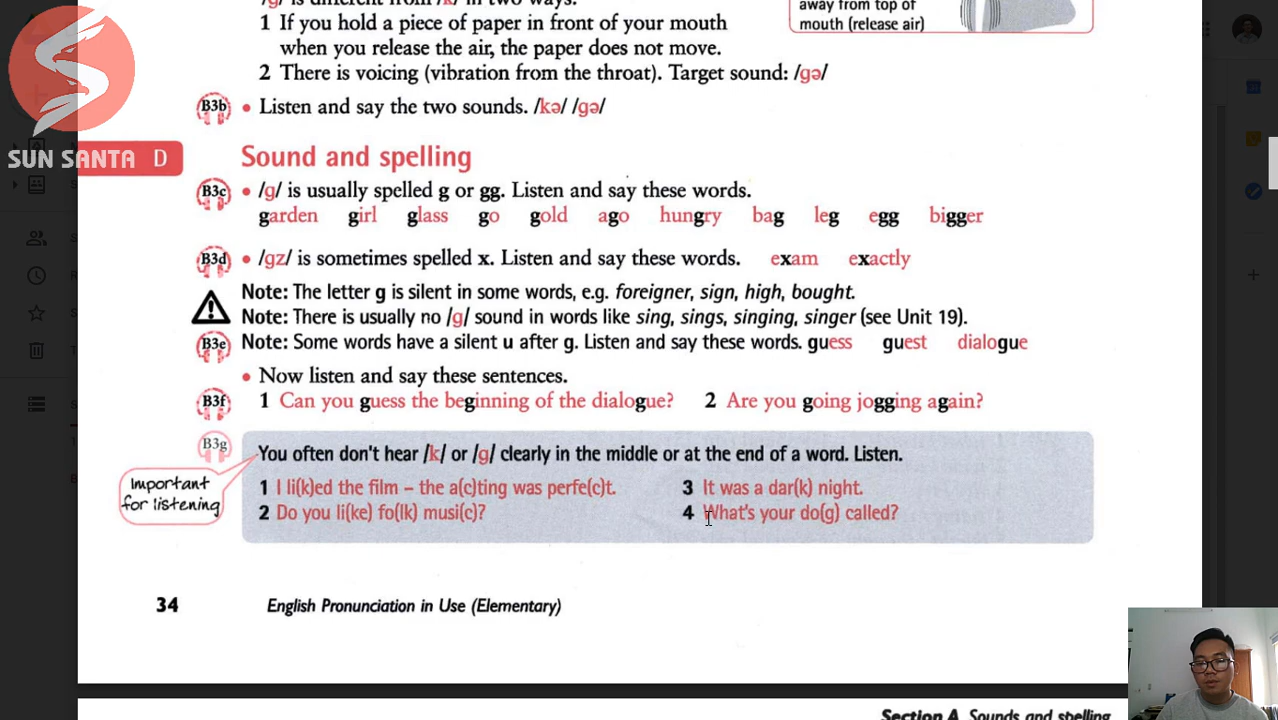 /g/ is different from /k/ in two ways.
1 If you hold a piece of paper in front of your mouth
when you release the air, the paper does not move.
2 There is voicing (vibration from the throat). Target sound: /gə/
away from top of
mouth (release air)
B3b • Listen and say the two sounds. /kə/ /gə/
SUN SANTA
D Sound and spelling
B3c • /g/ is usually spelled g or gg. Listen and say these words.
garden girl glass go gold ago hungry bag leg egg bigger
B3d • /gz/ is sometimes spelled x. Listen and say these words. exam exactly
Note: The letter g is silent in some words, e.g. foreigner, sign, high, bought.
Note: There is usually no /g/ sound in words like sing, sings, singing, singer (see Unit 19).
B3e Note: Some words have a silent u after g. Listen and say these words. guess guest dialogue
• Now listen and say these sentences.
B3f 1 Can you guess the beginning of the dialogue? 2 Are you going jogging again?
B3g You often don't hear /k/ or /g/ clearly in the middle or at the end of a word. Listen.
Important
for listening
1 I li(k)ed the film – the a(c)ting was perfe(c)t.
2 Do you li(ke) fo(lk) musi(c)?
3 It was a dar(k) night.
4 What's your do(g) called?
34 English Pronunciation in Use (Elementary)
Section A Sounds and spelling